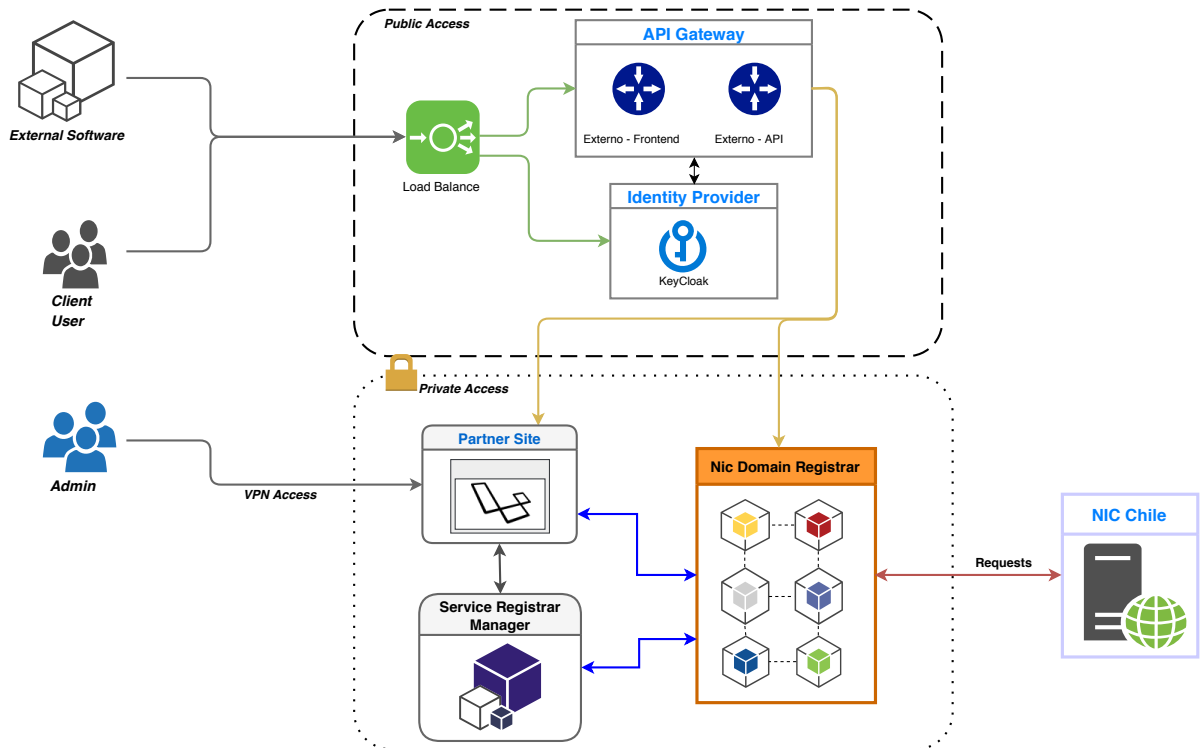 Public Access
API Gateway
External Software
Externo - Frontend
Externo - API
Load Balance
Identity Provider
KeyCloak
Client
User
Private Access
Partner Site
Admin
VPN Access
Nic Domain Registrar
NIC Chile
Requests
Service Registrar
Manager